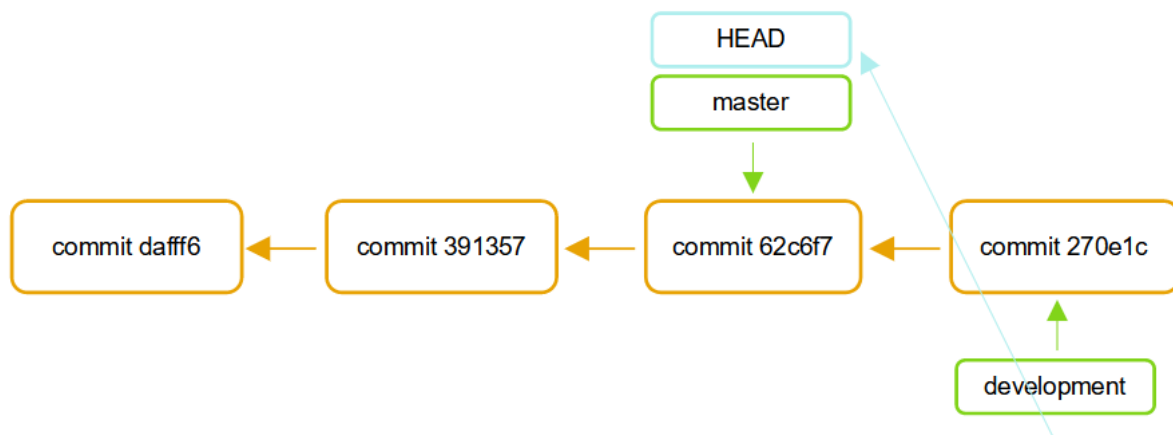 HEAD
master
commit dafff6
commit 391357
commit 62c6f7
commit 270e1c
development